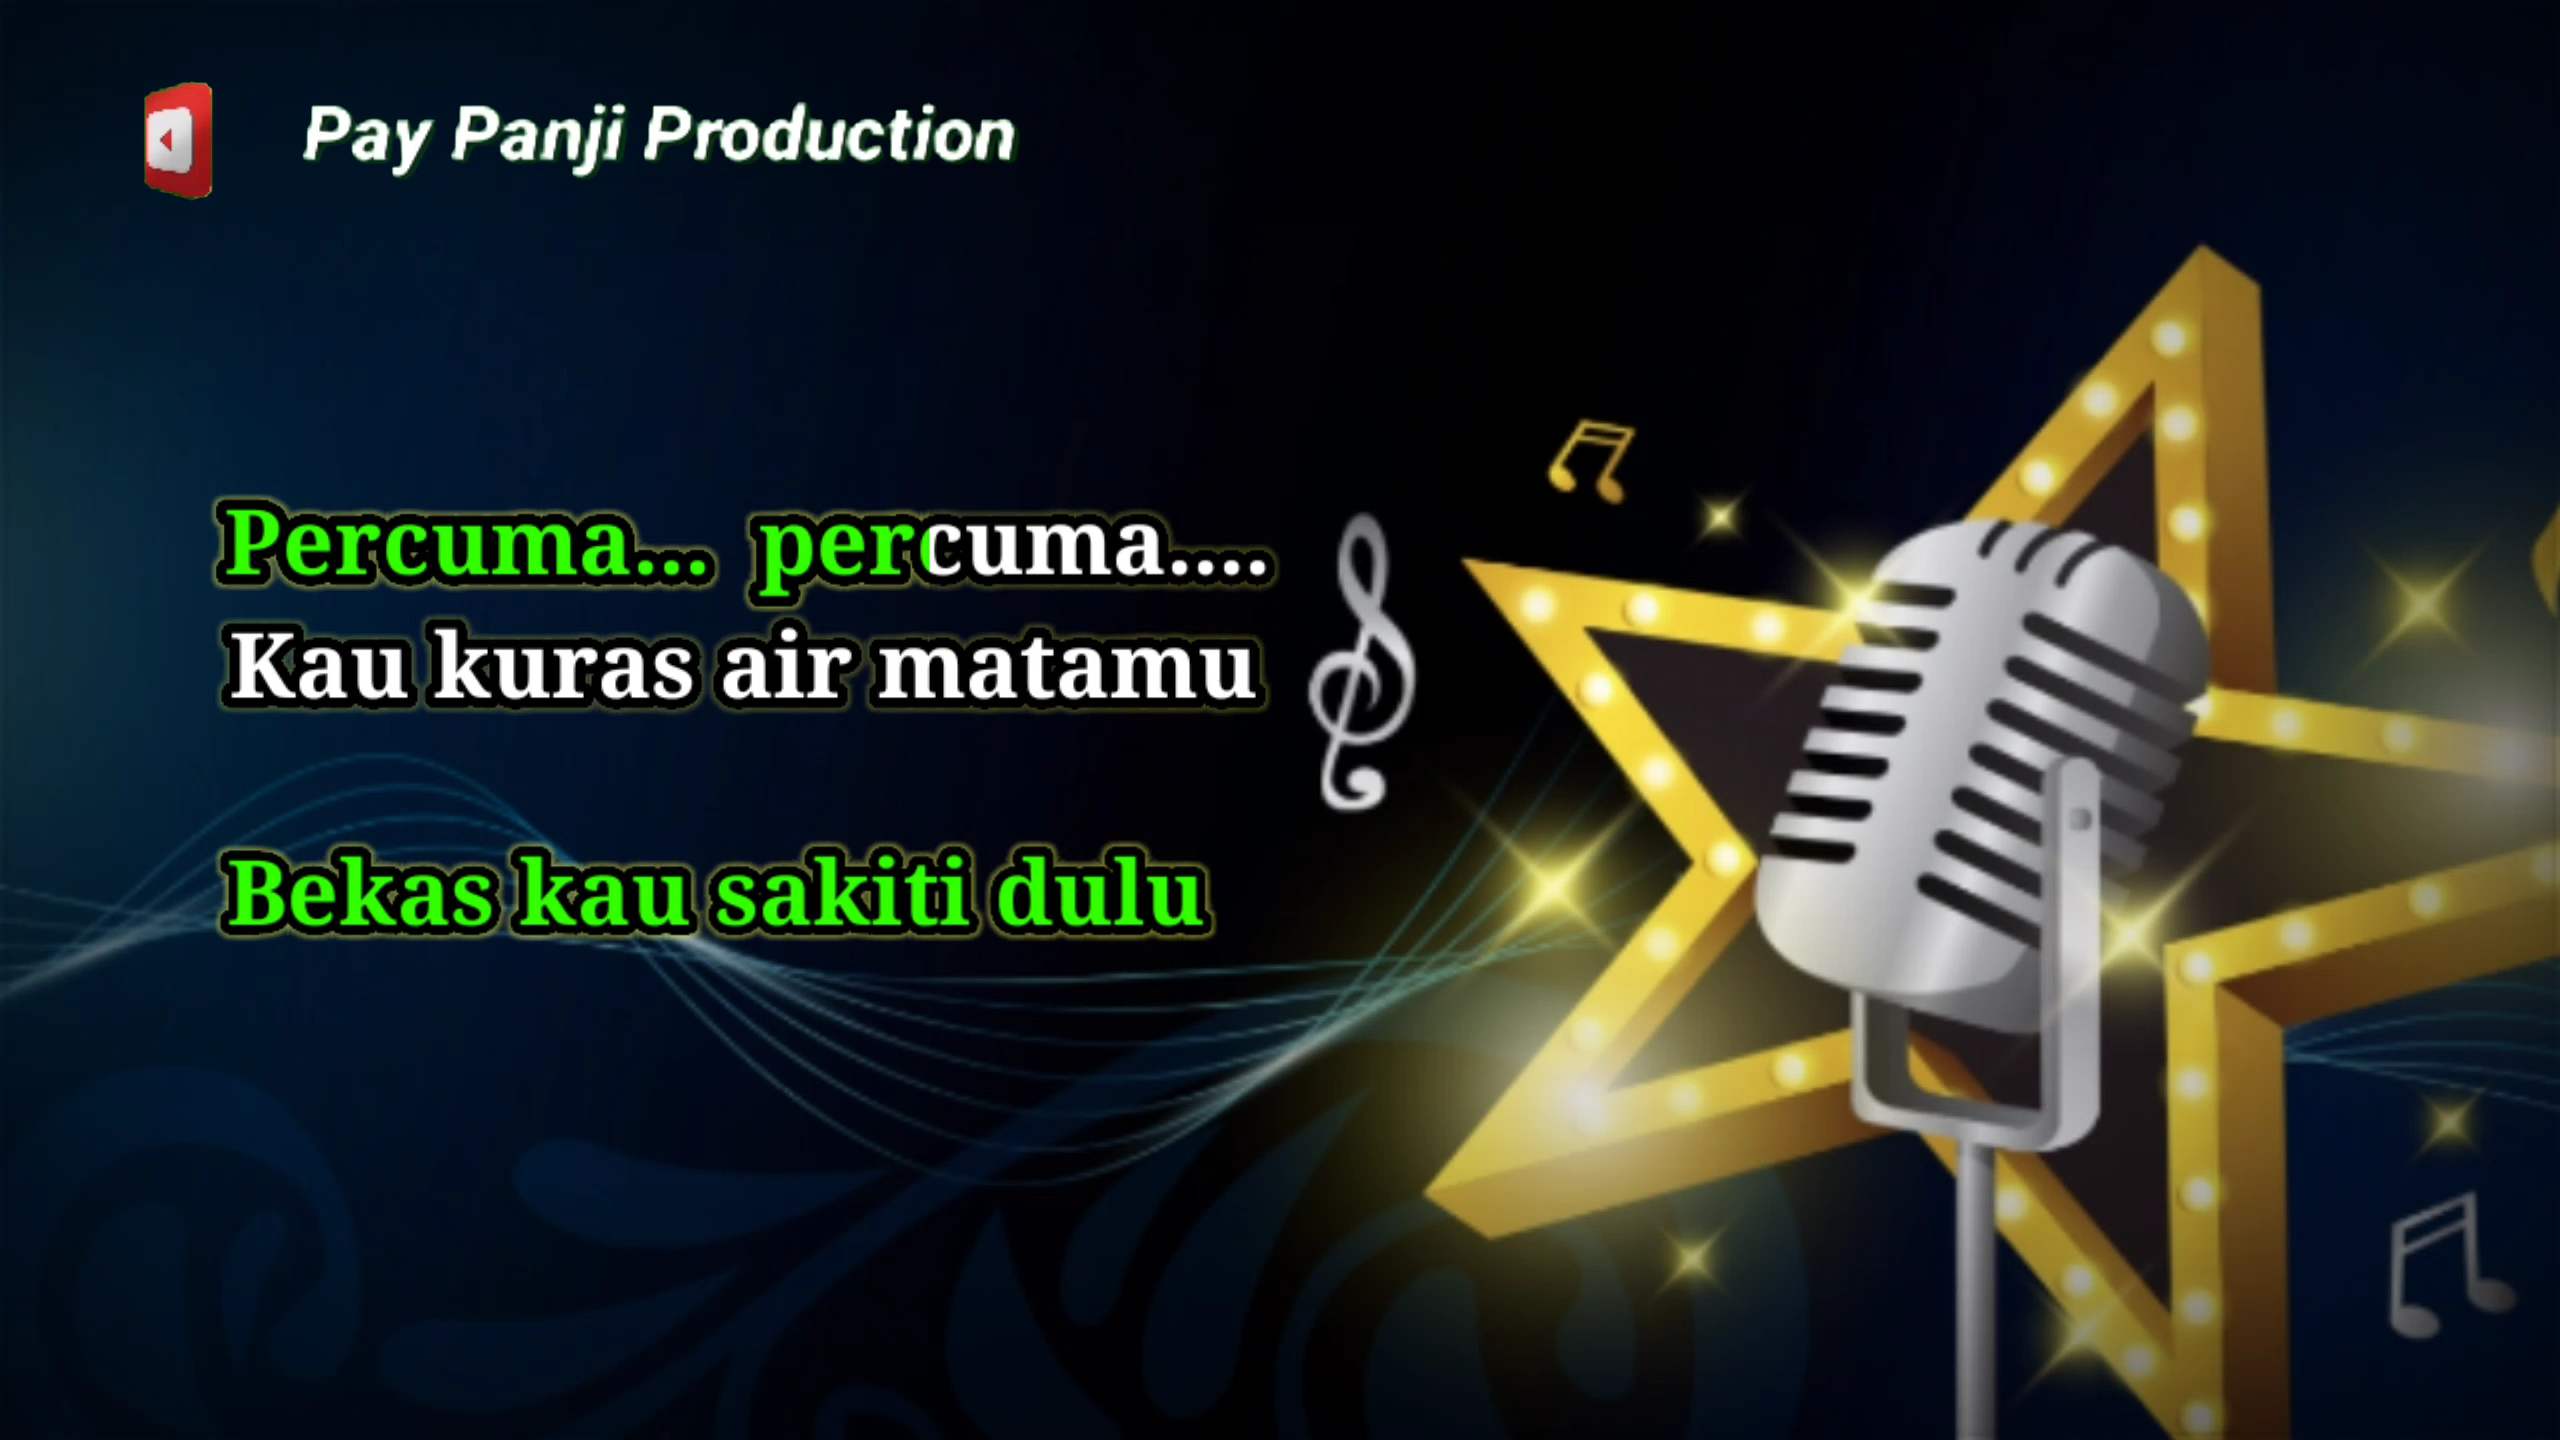 Pay Panji Production
Percuma... percuma....
Kau kuras air matamu
Bekas kau sakiti dulu